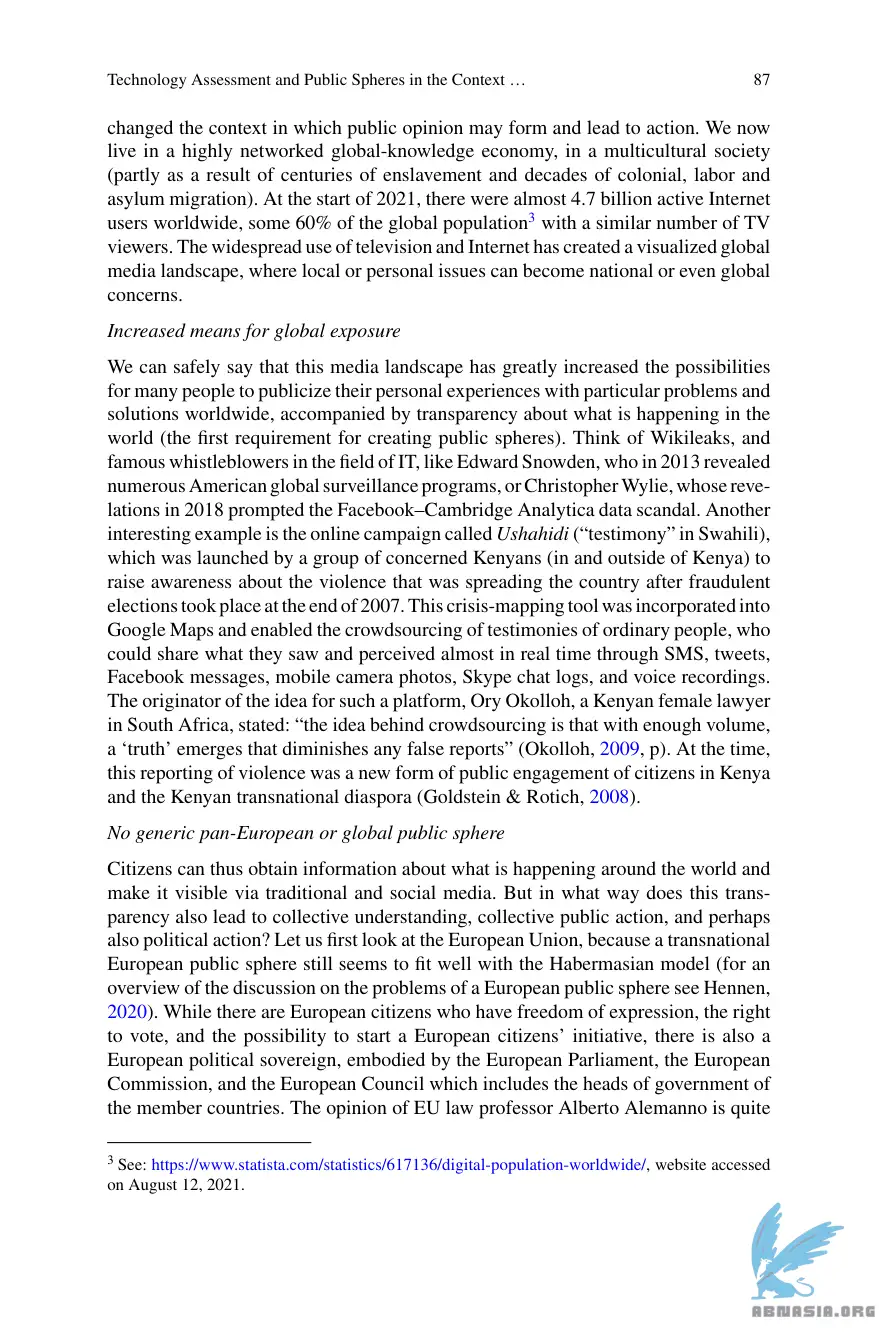 Technology Assessment and Public Spheres in the Context … 87
changed the context in which public opinion may form and lead to action. We now
live in a highly networked global-knowledge economy, in a multicultural society
(partly as a result of centuries of enslavement and decades of colonial, labor and
asylum migration). At the start of 2021, there were almost 4.7 billion active Internet
users worldwide, some 60% of the global population3 with a similar number of TV
viewers. The widespread use of television and Internet has created a visualized global
media landscape, where local or personal issues can become national or even global
concerns.
Increased means for global exposure
We can safely say that this media landscape has greatly increased the possibilities
for many people to publicize their personal experiences with particular problems and
solutions worldwide, accompanied by transparency about what is happening in the
world (the first requirement for creating public spheres). Think of Wikileaks, and
famous whistleblowers in the field of IT, like Edward Snowden, who in 2013 revealed
numerous American global surveillance programs, or Christopher Wylie, whose reve-
lations in 2018 prompted the Facebook–Cambridge Analytica data scandal. Another
interesting example is the online campaign called Ushahidi (“testimony” in Swahili),
which was launched by a group of concerned Kenyans (in and outside of Kenya) to
raise awareness about the violence that was spreading the country after fraudulent
elections took place at the end of 2007. This crisis-mapping tool was incorporated into
Google Maps and enabled the crowdsourcing of testimonies of ordinary people, who
could share what they saw and perceived almost in real time through SMS, tweets,
Facebook messages, mobile camera photos, Skype chat logs, and voice recordings.
The originator of the idea for such a platform, Ory Okolloh, a Kenyan female lawyer
in South Africa, stated: “the idea behind crowdsourcing is that with enough volume,
a ‘truth’ emerges that diminishes any false reports” (Okolloh, 2009, p). At the time,
this reporting of violence was a new form of public engagement of citizens in Kenya
and the Kenyan transnational diaspora (Goldstein & Rotich, 2008).
No generic pan-European or global public sphere
Citizens can thus obtain information about what is happening around the world and
make it visible via traditional and social media. But in what way does this trans-
parency also lead to collective understanding, collective public action, and perhaps
also political action? Let us first look at the European Union, because a transnational
European public sphere still seems to fit well with the Habermasian model (for an
overview of the discussion on the problems of a European public sphere see Hennen,
2020). While there are European citizens who have freedom of expression, the right
to vote, and the possibility to start a European citizens’ initiative, there is also a
European political sovereign, embodied by the European Parliament, the European
Commission, and the European Council which includes the heads of government of
the member countries. The opinion of EU law professor Alberto Alemanno is quite
3 See: https://www.statista.com/statistics/617136/digital-population-worldwide/, website accessed
on August 12, 2021.
ABNASIA.ORG